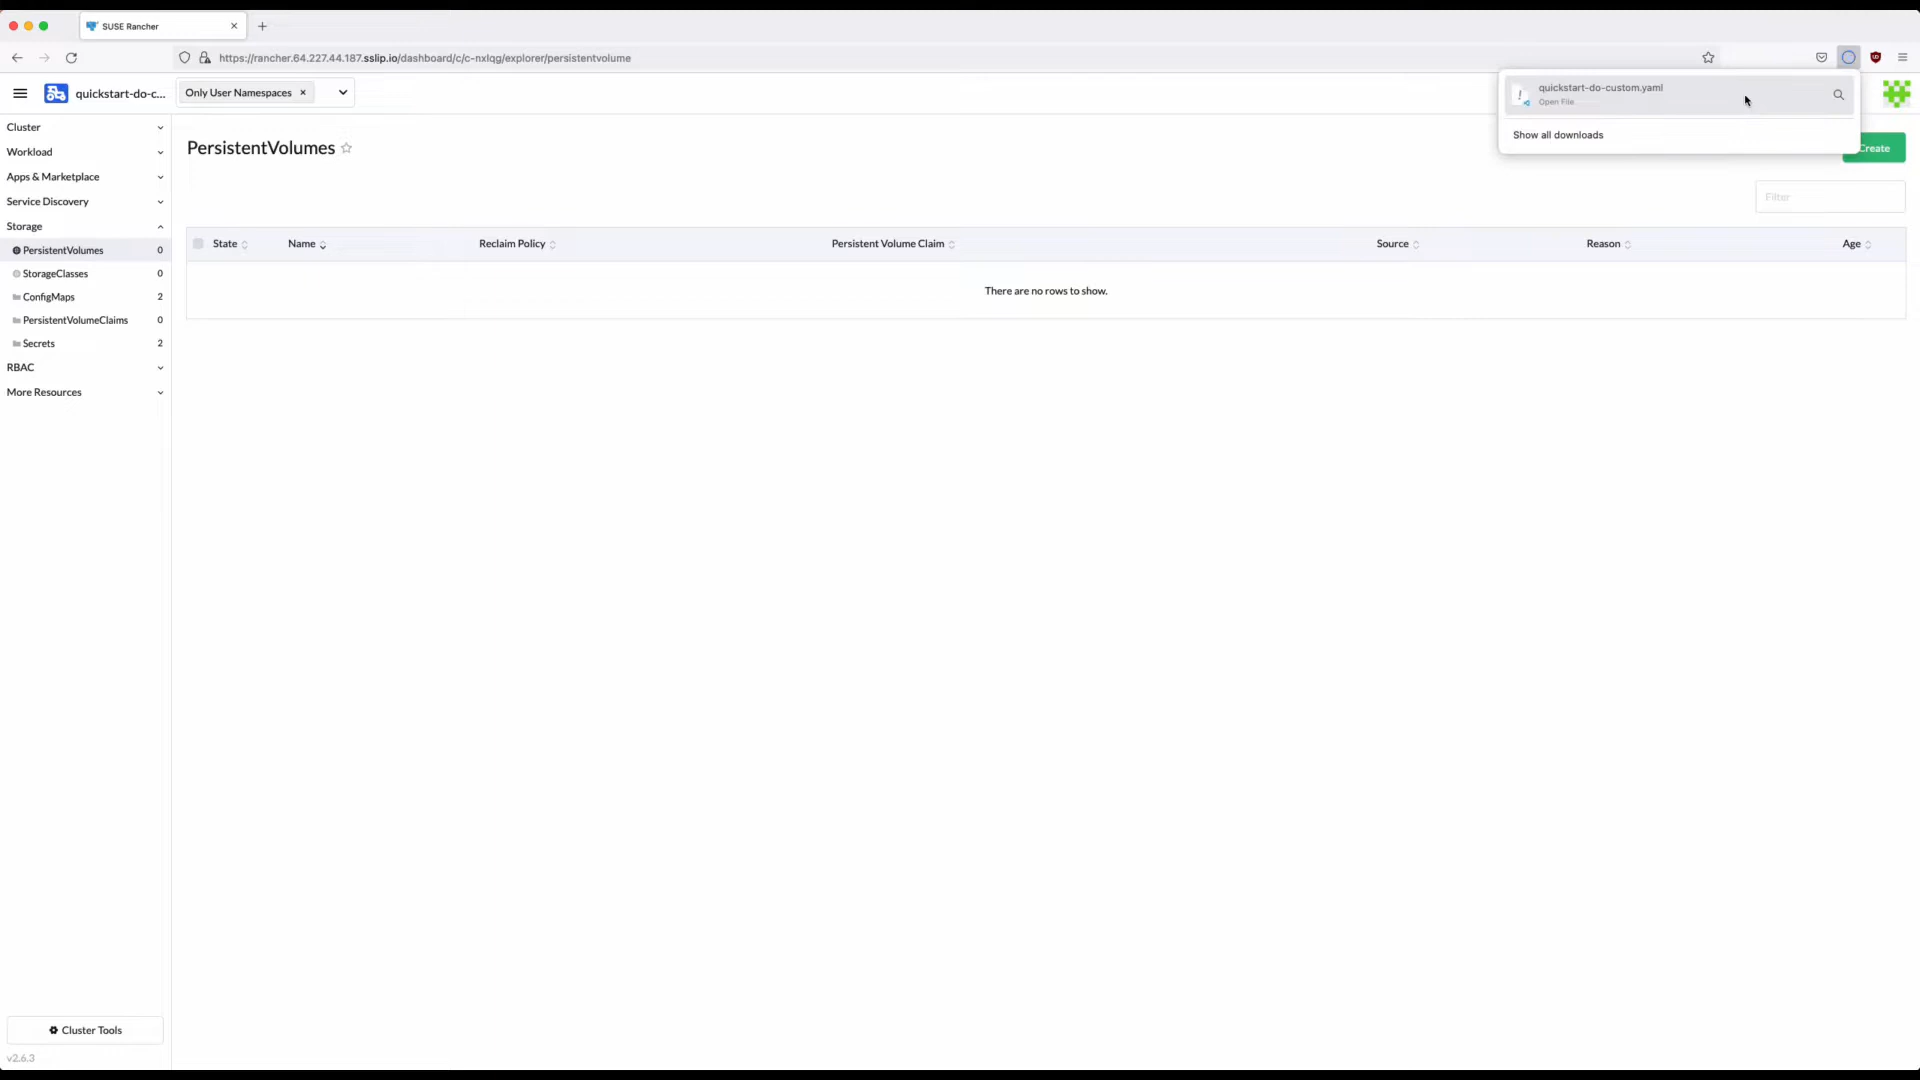 SUSE Rancher
https://rancher.64.227.44.187.sslip.io/dashboard/c/c-nxlqg/explorer/persistentvolume
quickstart-do-c...
Only User Namespaces
quickstart-do-custom.yaml
Open File
Show all downloads
Cluster
Workload
Apps & Marketplace
Service Discovery
Storage
PersistentVolumes 0
StorageClasses 0
ConfigMaps 2
PersistentVolumeClaims 0
Secrets 2
RBAC
More Resources
PersistentVolumes
Create
Filter
State Name Reclaim Policy Persistent Volume Claim Source Reason Age
There are no rows to show.
Cluster Tools
v2.6.3